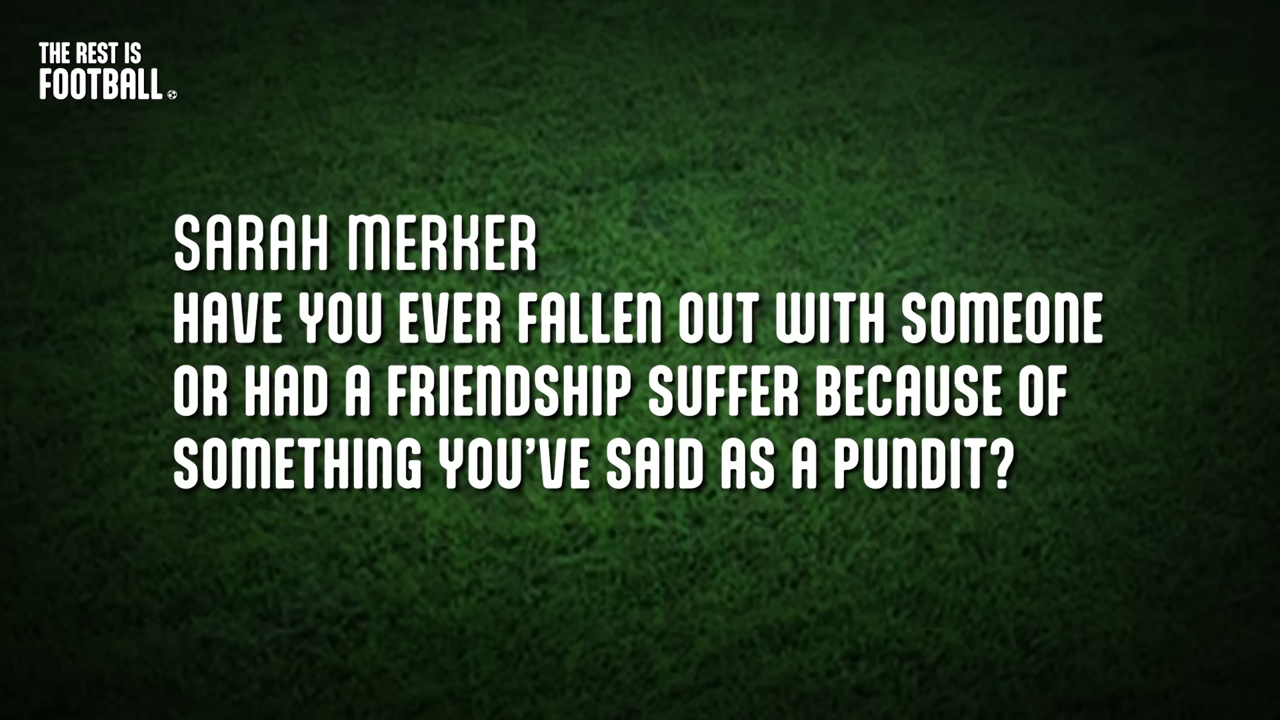 THE REST IS
FOOTBALL.
SARAH MERKER
HAVE YOU EVER FALLEN OUT WITH SOMEONE
OR HAD A FRIENDSHIP SUFFER BECAUSE OF
SOMETHING YOU'VE SAID AS A PUNDIT?